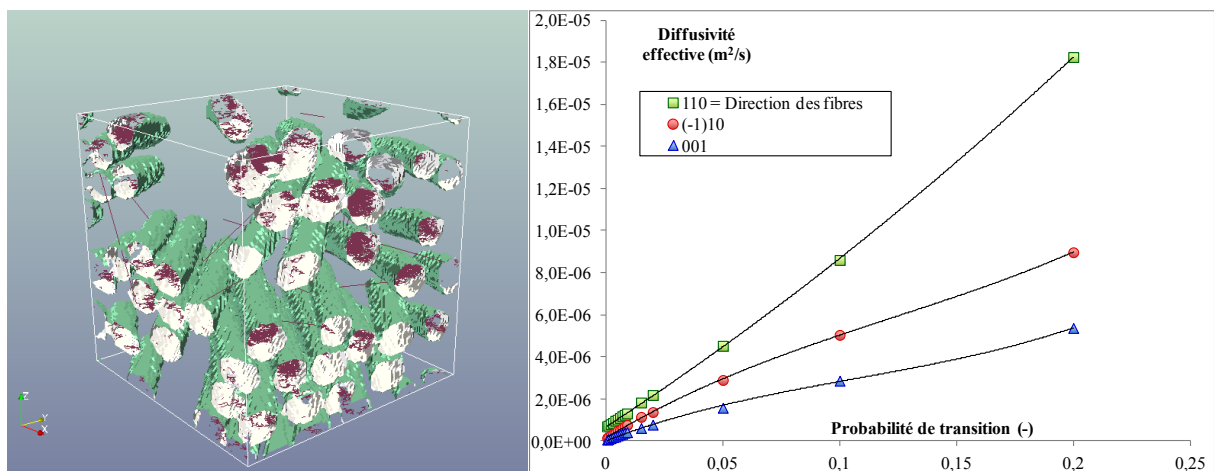 Z
Y
X
2,0E-05
1,8E-05
1,6E-05
1,4E-05
1,2E-05
1,0E-05
8,0E-06
6,0E-06
4,0E-06
2,0E-06
0,0E+00
Diffusivité
effective (m²/s)
110 = Direction des fibres
(-1)10
001
Probabilité de transition (-)
0
0,05
0,1
0,15
0,2
0,25